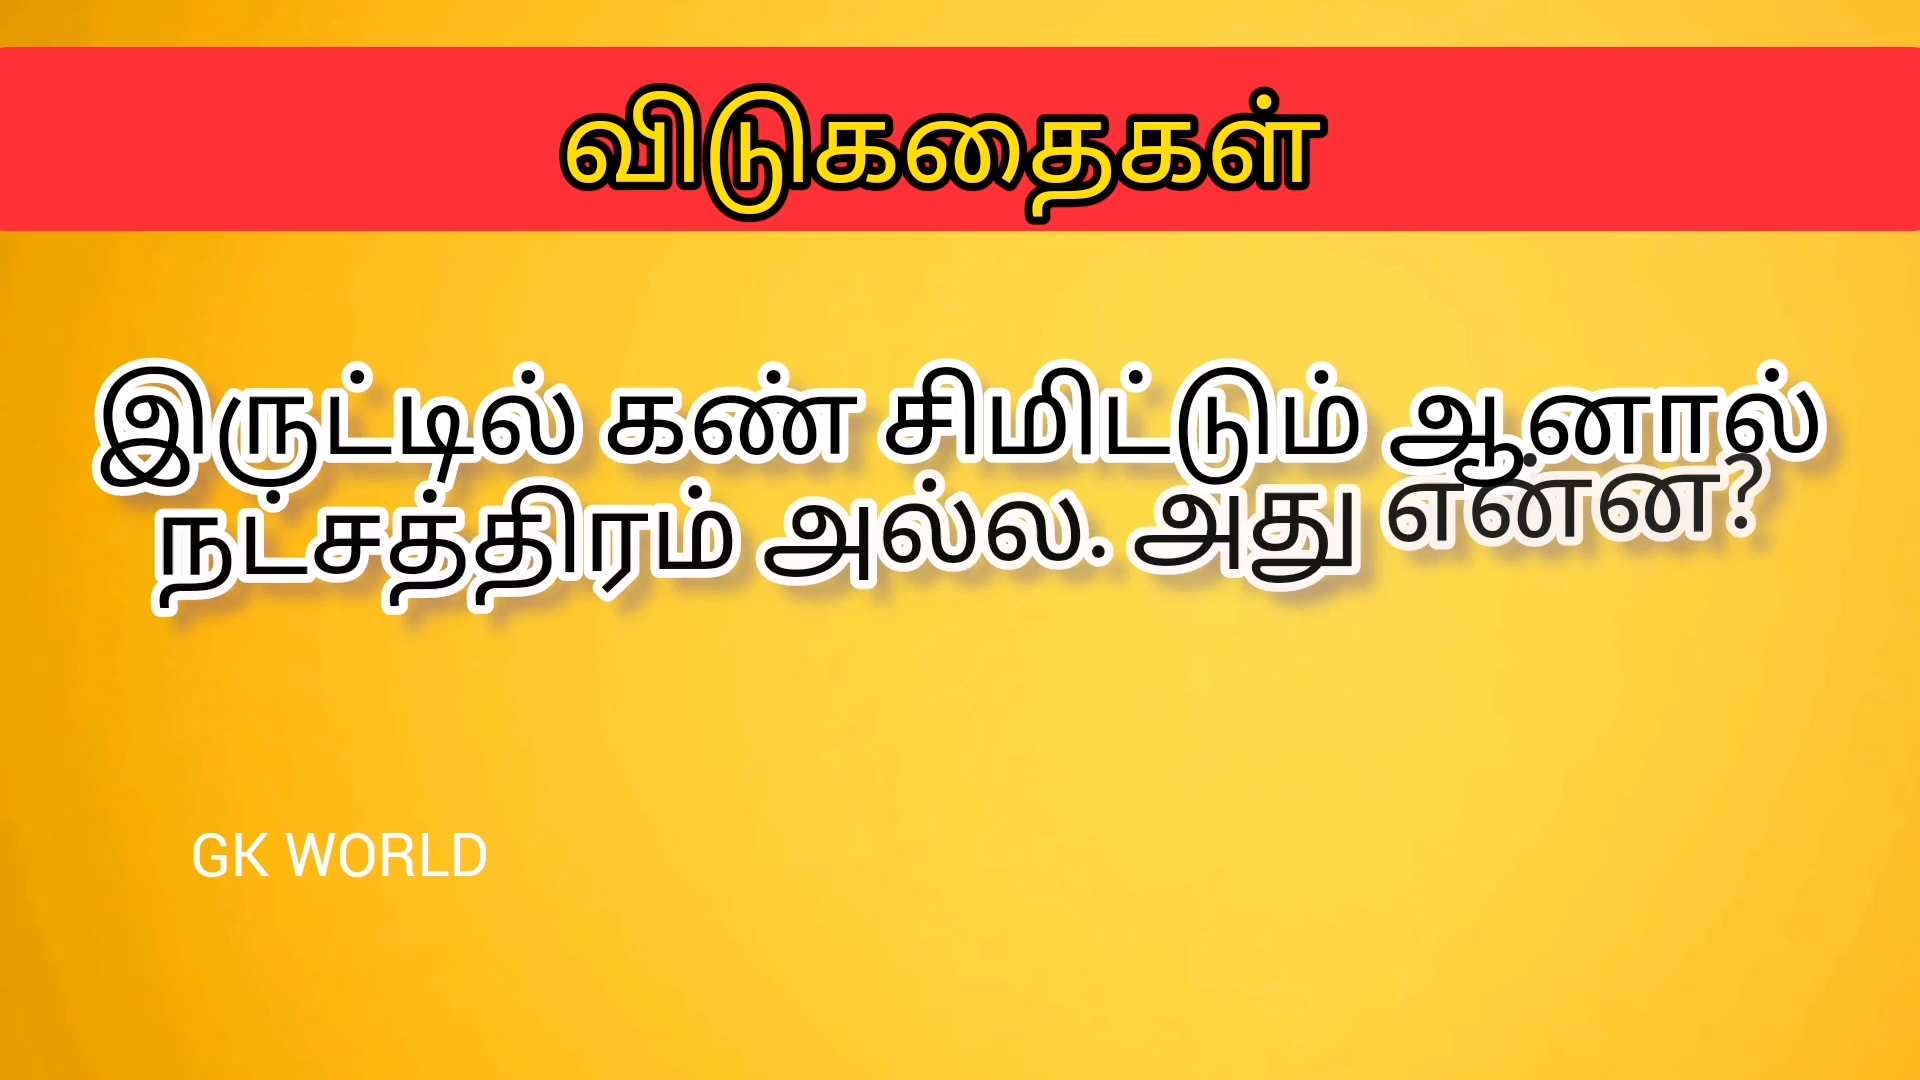 விடுகதைகள்
இருட்டில் கண் சிமிட்டும் ஆனால்
நட்சத்திரம் அல்ல. அது என்ன?
GK WORLD